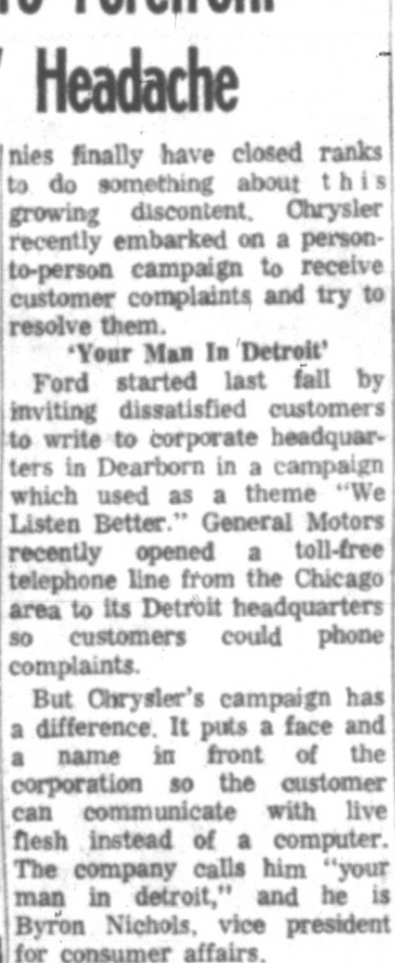 Headache
nies finally have closed ranks
to do something about this
growing discontent. Chrysler
recently embarked on a person-
to-person campaign to receive
customer complaints and try to
resolve them.
'Your Man In Detroit'
Ford started last fall by
inviting dissatisfied customers
to write to corporate headquar-
ters in Dearborn in a campaign
which used as a theme "We
Listen Better." General Motors
recently opened a toll-free
telephone line from the Chicago
area to its Detroit headquarters
so customers could phone
complaints.
But Chrysler's campaign has
a difference. It puts a face and
a name in front of the
corporation so the customer
can communicate with live
flesh instead of a computer.
The company calls him "your
man in detroit," and he is
Byron Nichols, vice president
for consumer affairs.